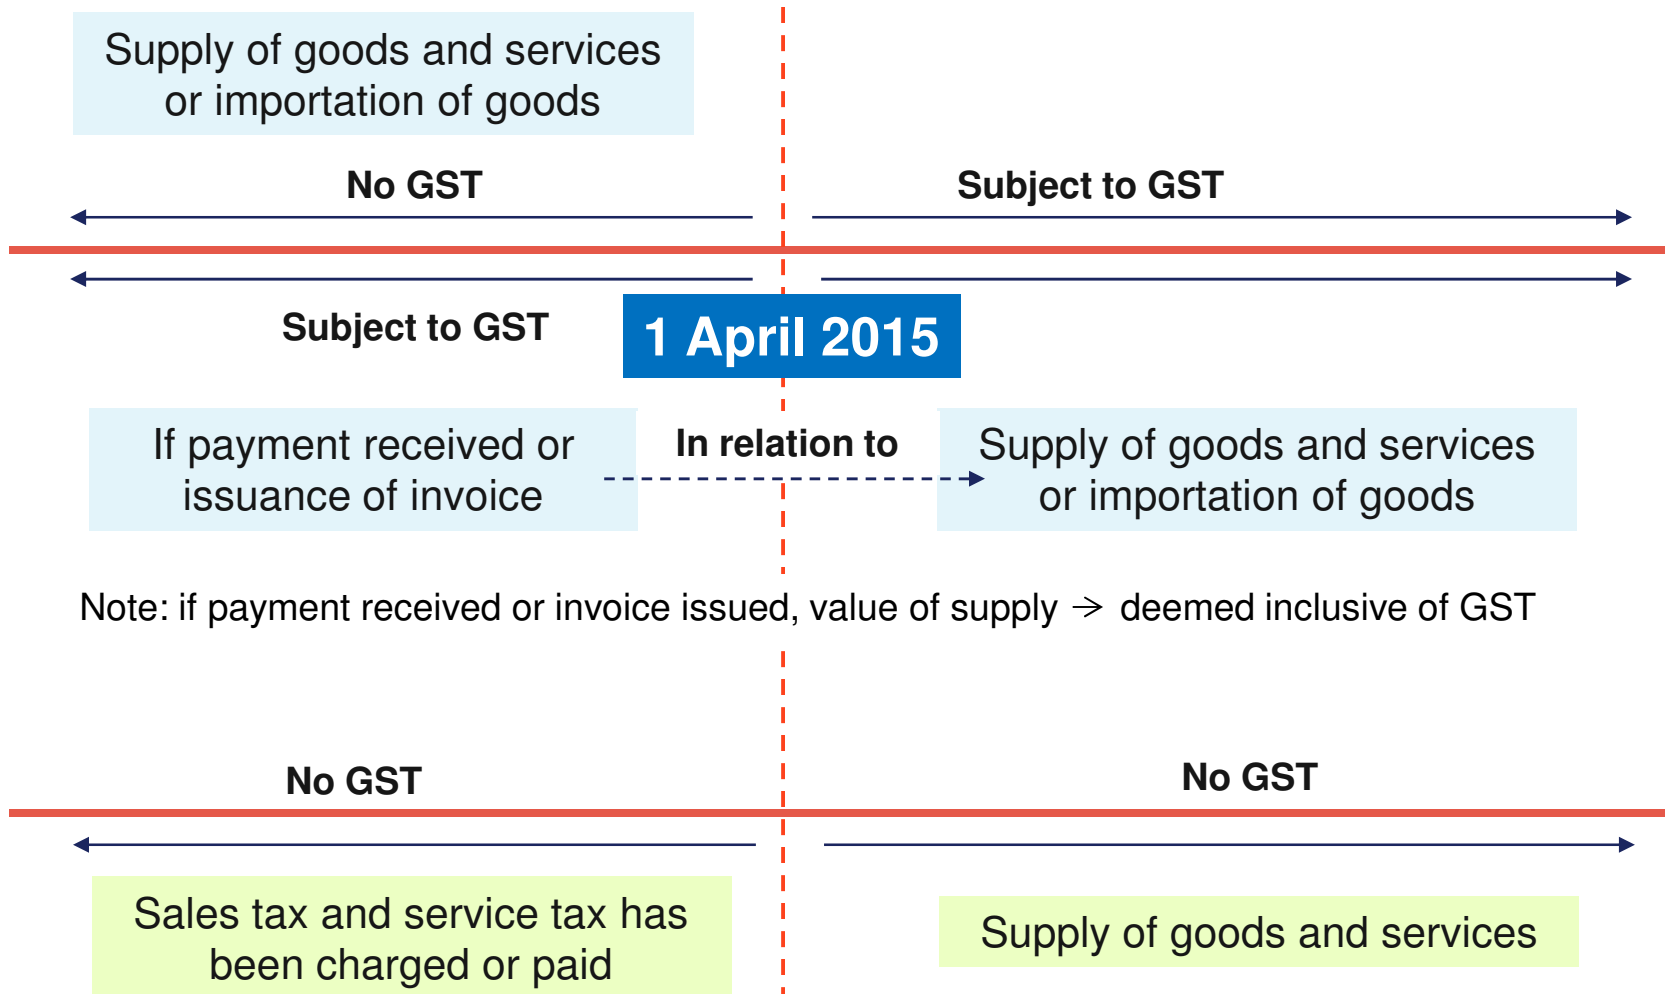 Supply of goods and services
or importation of goods
No GST
Subject to GST
Subject to GST
1 April 2015
If payment received or
issuance of invoice
In relation to
Supply of goods and services
or importation of goods
Note: if payment received or invoice issued, value of supply → deemed inclusive of GST
No GST
No GST
Sales tax and service tax has
been charged or paid
Supply of goods and services